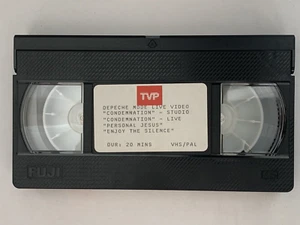 TVP
DEPECHE MODE LIVE VIDEO
"CONDEMNATION" - STUDIO
"CONDEMNATION" - LIVE
"PERSONAL JESUS"
"ENJOY THE SILENCE"
DUR: 20 MINS VHS/PAL
FUJI